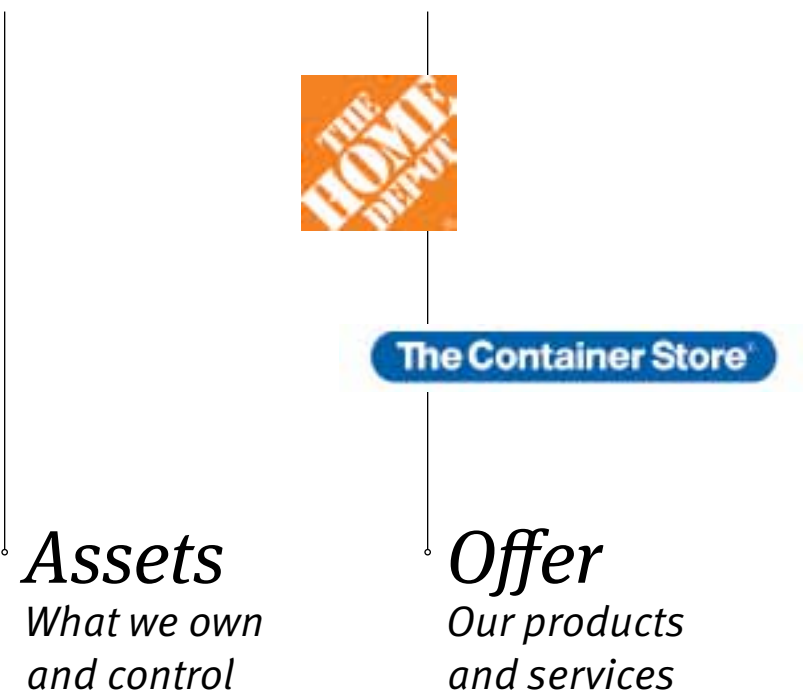 THE
HOME
DEPOT
The Container Store®
Assets
What we own
and control
Offer
Our products
and services